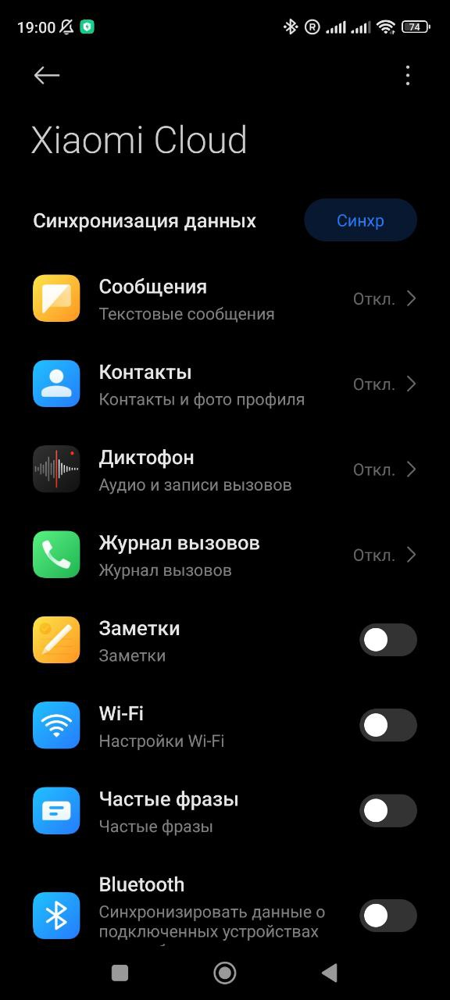 19:00
R
74
Xiaomi Cloud
Синхронизация данных
Синхр
Сообщения
Текстовые сообщения
Откл.
Контакты
Контакты и фото профиля
Откл.
Диктофон
Аудио и записи вызовов
Откл.
Журнал вызовов
Журнал вызовов
Откл.
Заметки
Заметки
Wi-Fi
Настройки Wi-Fi
Частые фразы
Частые фразы
Bluetooth
Синхронизировать данные о
подключенных устройствах